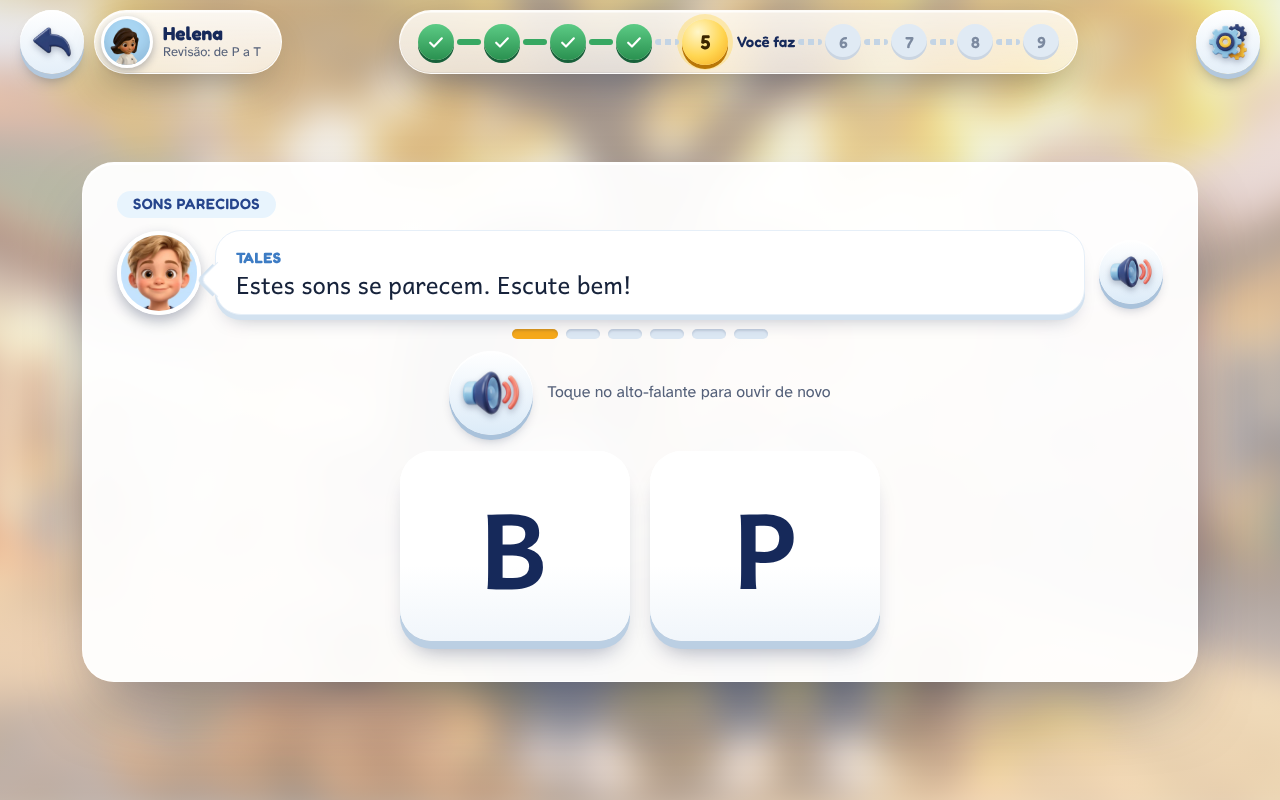 Helena
Revisão: de P a T
5 Você faz 6 7 8 9
SONS PARECIDOS
TALES
Estes sons se parecem. Escute bem!
Toque no alto-falante para ouvir de novo
B P